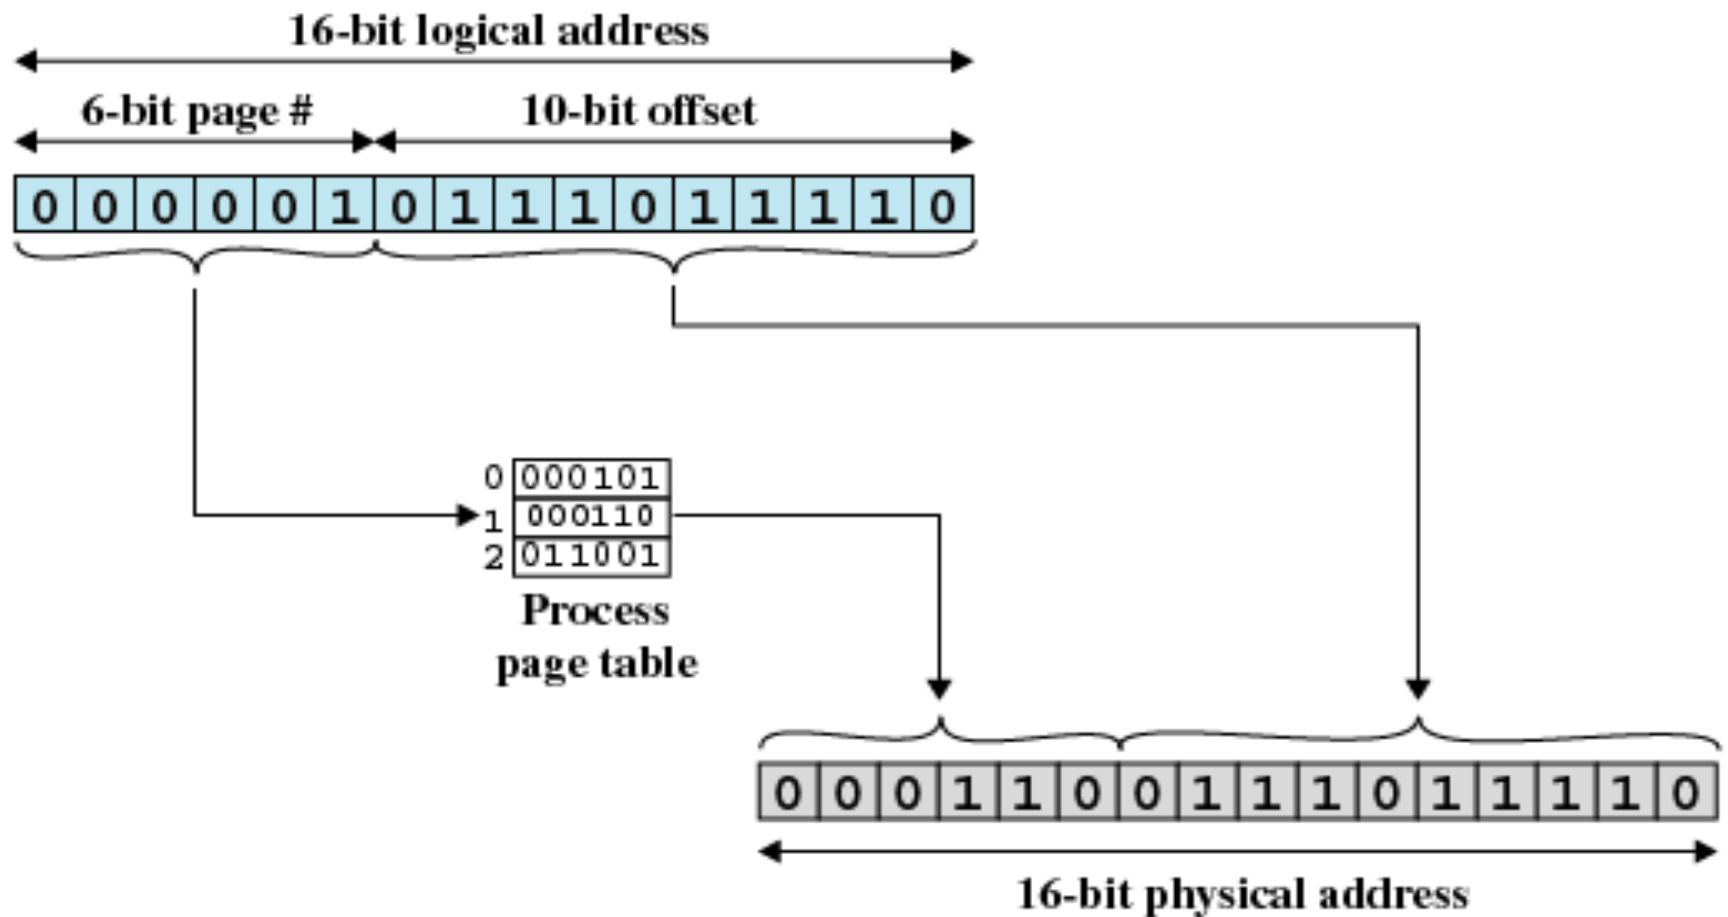 16-bit logical address
6-bit page # 10-bit offset
0 0 0 0 0 1 0 1 1 1 0 1 1 1 1 0
0 000101
1 000110
2 011001
Process
page table
0 0 0 1 1 0 0 1 1 1 0 1 1 1 1 0
16-bit physical address